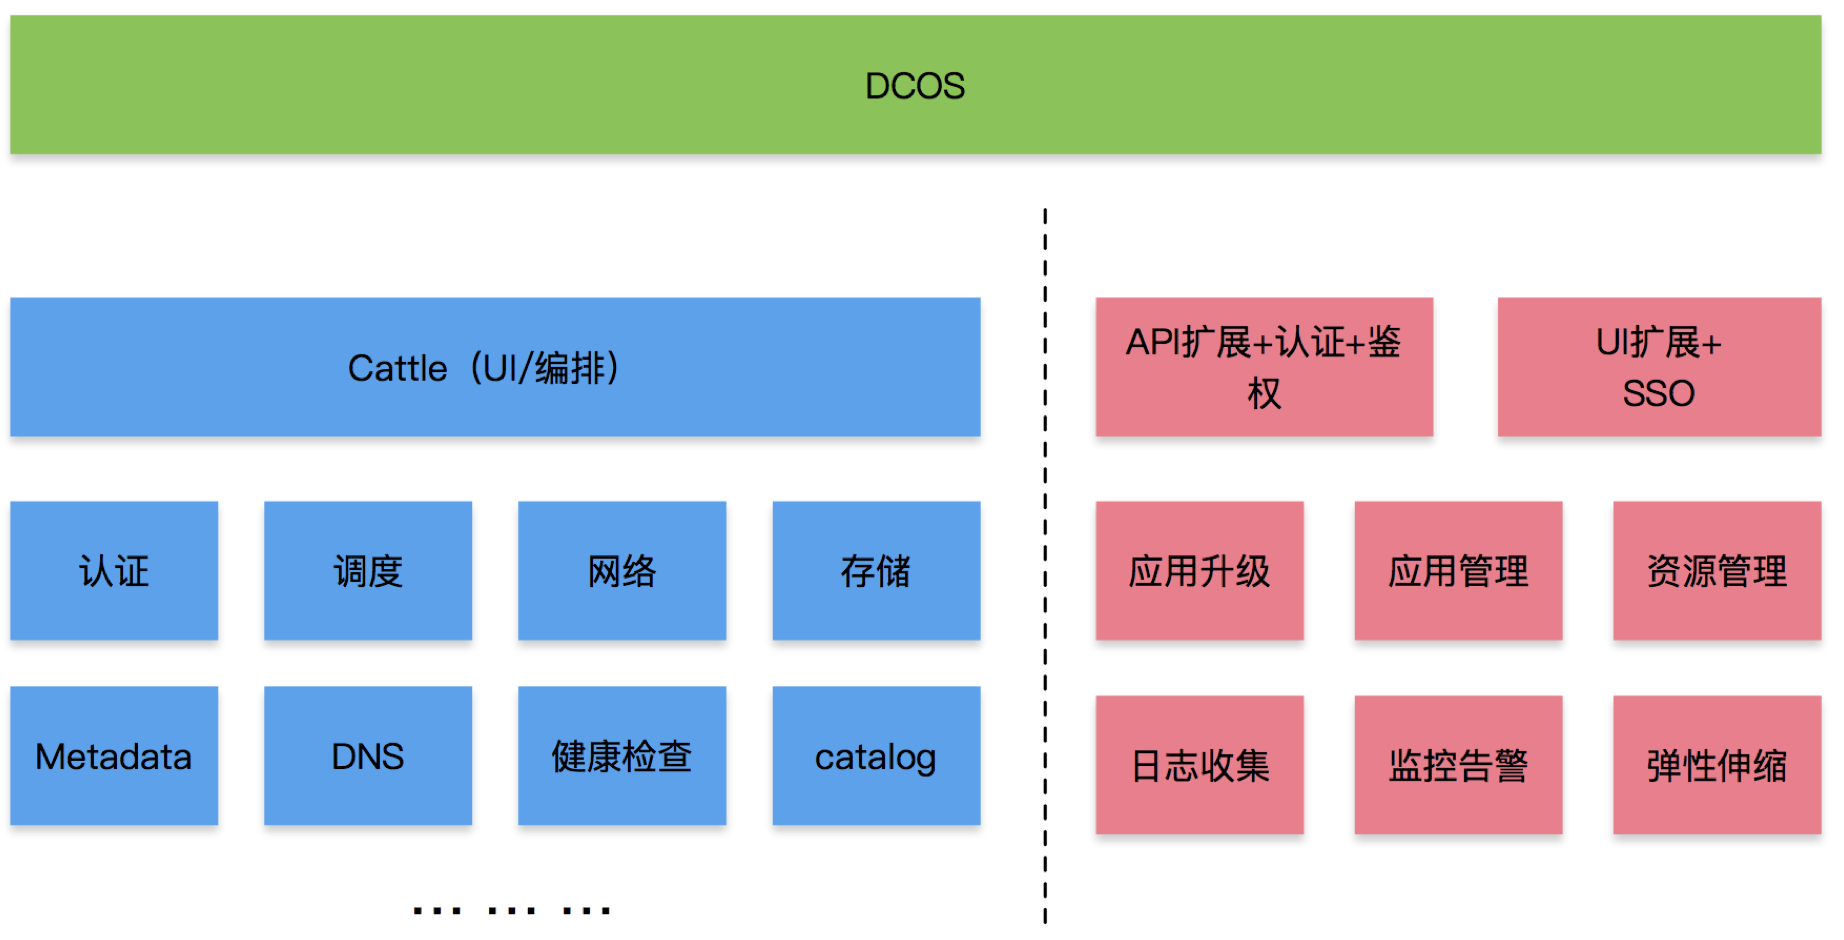 DCOS
Cattle（UI/编排）
API扩展+认证+鉴
权
UI扩展+
SSO
认证
调度
网络
存储
应用升级
应用管理
资源管理
Metadata
DNS
健康检查
catalog
日志收集
监控告警
弹性伸缩
... ... ...